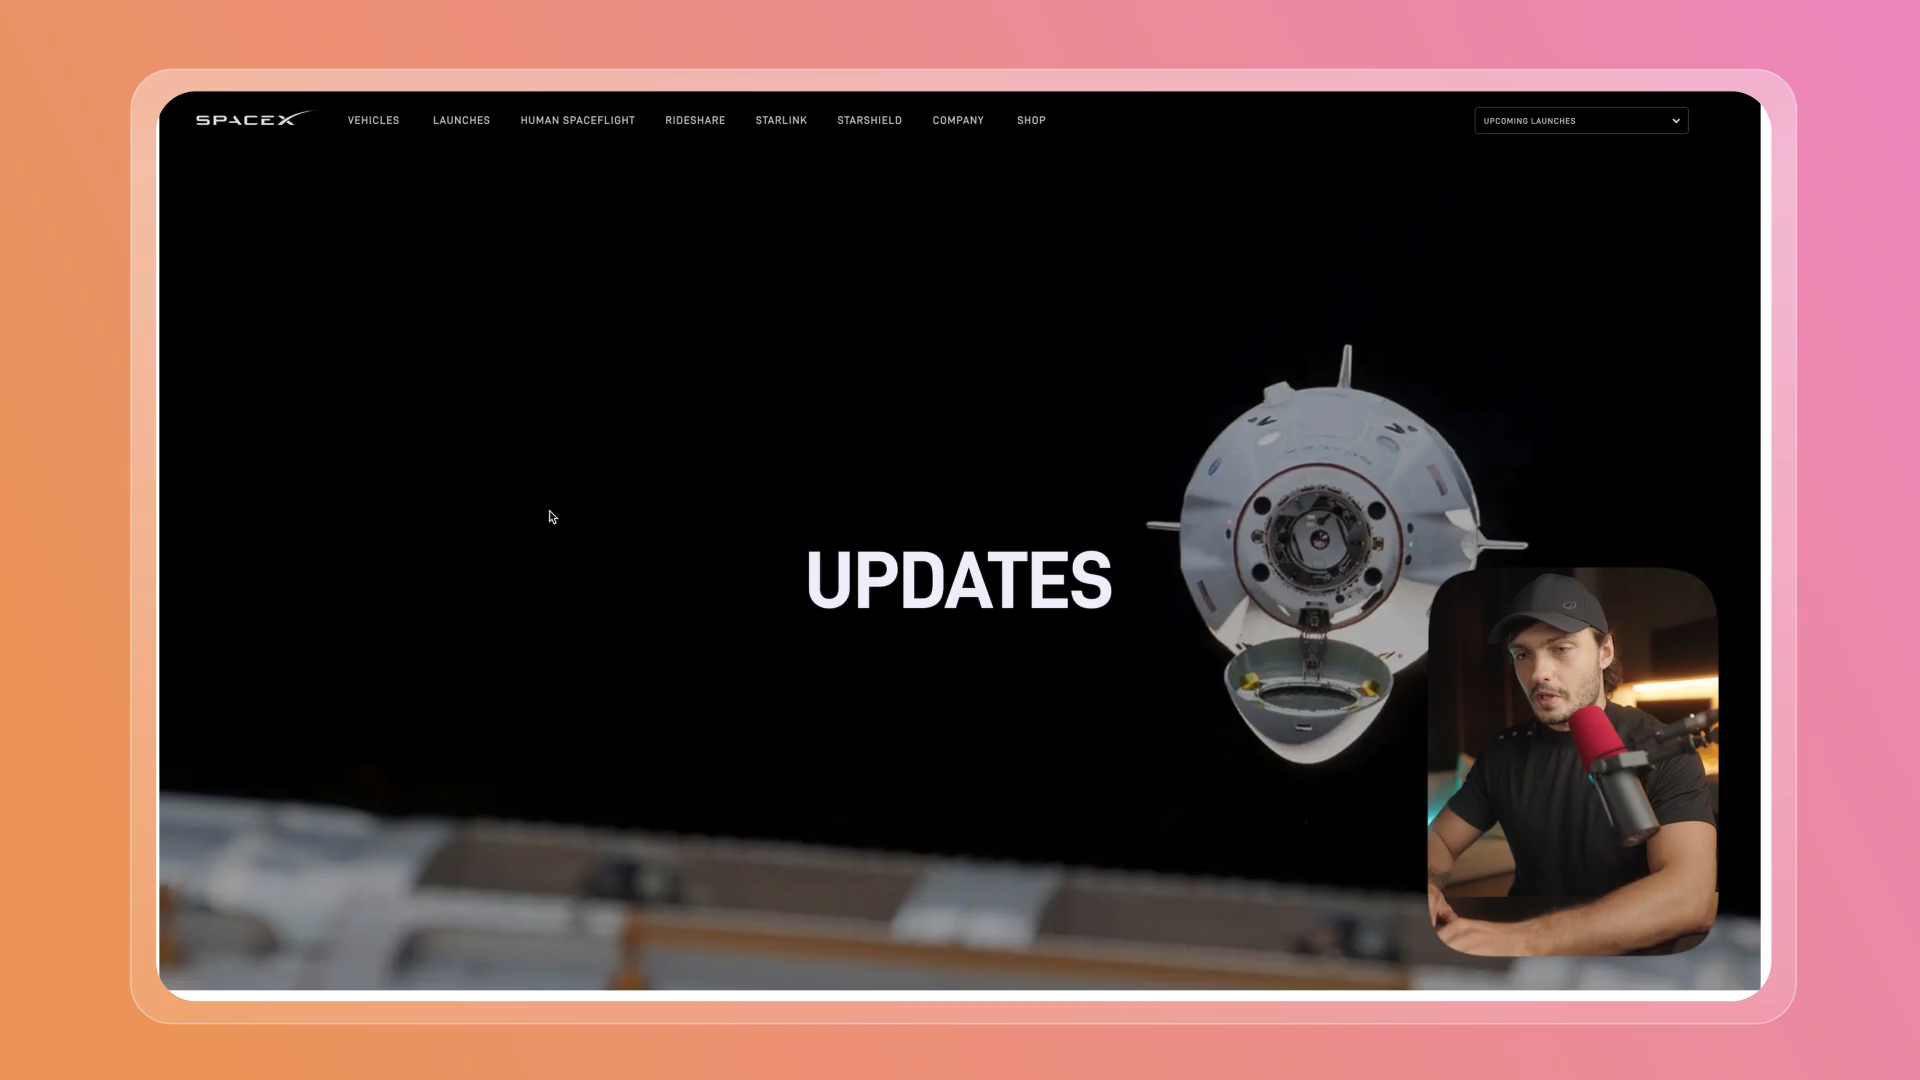 SPACEX
VEHICLES
LAUNCHES
HUMAN SPACEFLIGHT
RIDESHARE
STARLINK
STARSHIELD
COMPANY
SHOP
UPCOMING LAUNCHES
UPDATES